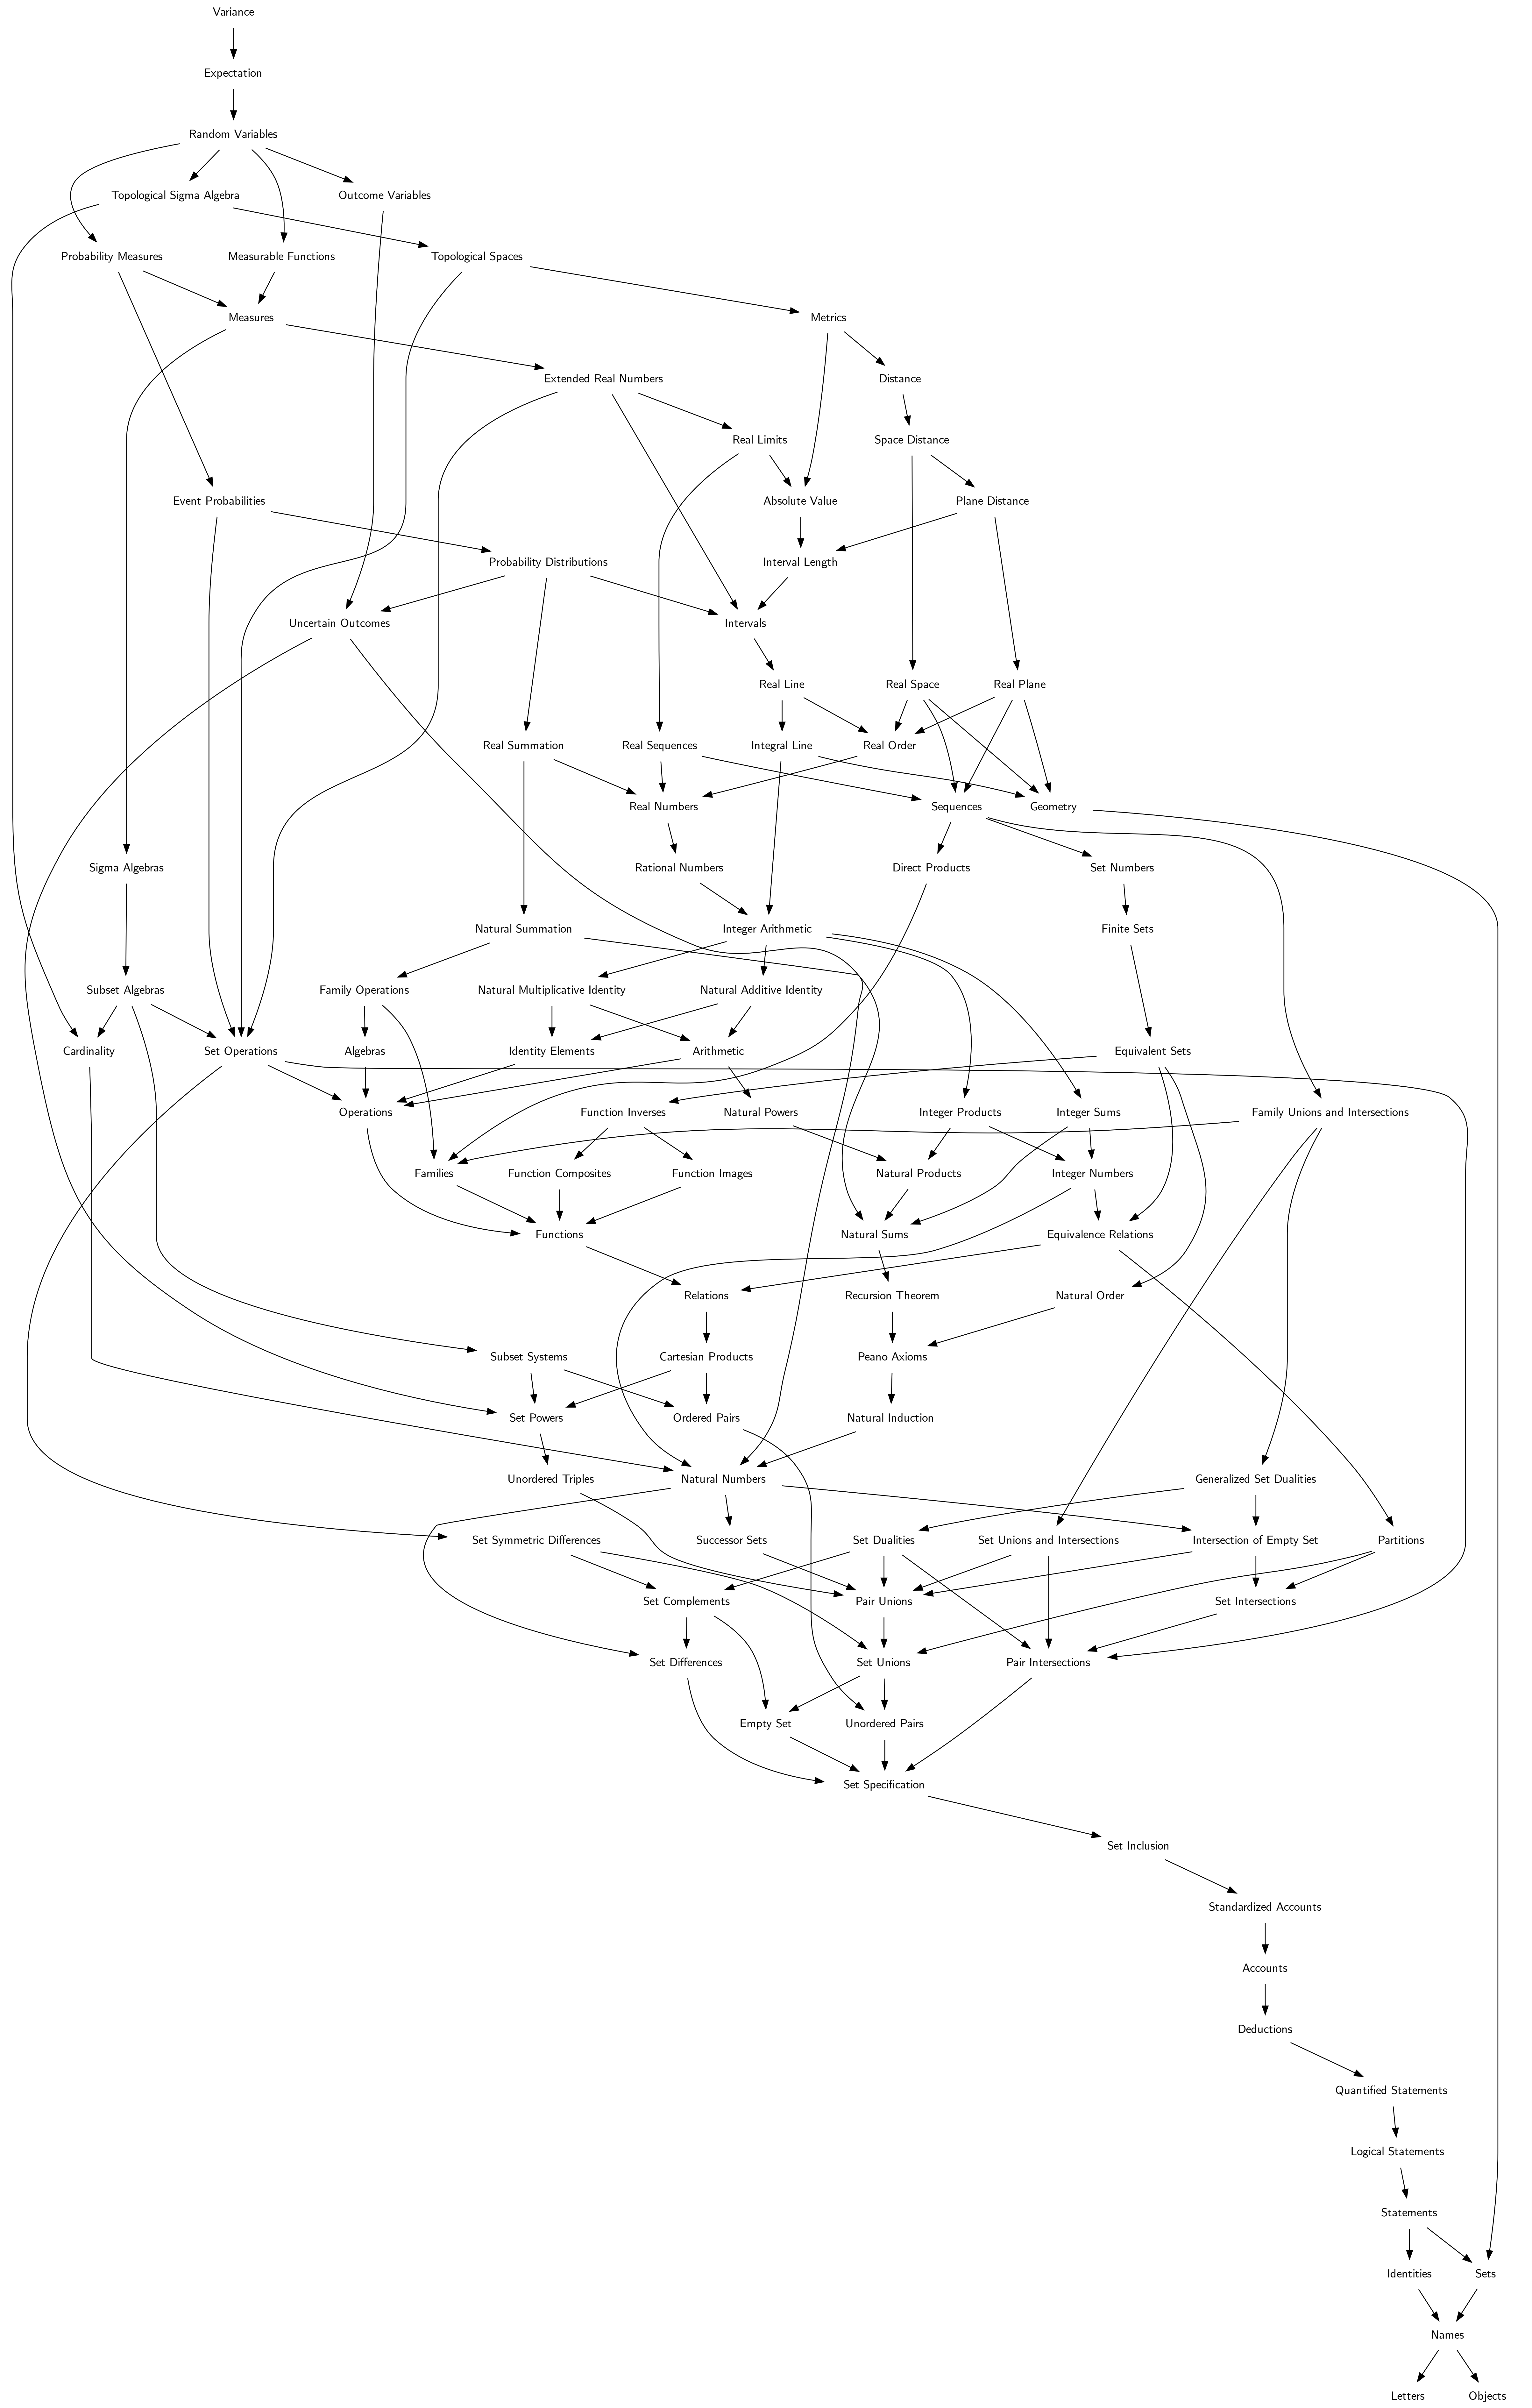 Variance
Expectation
Random Variables
Topological Sigma Algebra
Outcome Variables
Probability Measures
Measurable Functions
Topological Spaces
Measures
Metrics
Extended Real Numbers
Distance
Real Limits
Space Distance
Event Probabilities
Absolute Value
Plane Distance
Probability Distributions
Interval Length
Uncertain Outcomes
Intervals
Real Line
Real Space
Real Plane
Real Summation
Real Sequences
Integral Line
Real Order
Real Numbers
Sequences
Geometry
Sigma Algebras
Rational Numbers
Direct Products
Set Numbers
Natural Summation
Integer Arithmetic
Finite Sets
Subset Algebras
Family Operations
Natural Multiplicative Identity
Natural Additive Identity
Cardinality
Set Operations
Algebras
Identity Elements
Arithmetic
Equivalent Sets
Operations
Function Inverses
Natural Powers
Integer Products
Integer Sums
Family Unions and Intersections
Families
Function Composites
Function Images
Natural Products
Integer Numbers
Functions
Natural Sums
Equivalence Relations
Relations
Recursion Theorem
Natural Order
Subset Systems
Cartesian Products
Peano Axioms
Set Powers
Ordered Pairs
Natural Induction
Unordered Triples
Natural Numbers
Generalized Set Dualities
Set Symmetric Differences
Successor Sets
Set Dualities
Set Unions and Intersections
Intersection of Empty Set
Partitions
Set Complements
Pair Unions
Set Intersections
Set Differences
Set Unions
Pair Intersections
Empty Set
Unordered Pairs
Set Specification
Set Inclusion
Standardized Accounts
Accounts
Deductions
Quantified Statements
Logical Statements
Statements
Identities
Sets
Names
Letters
Objects